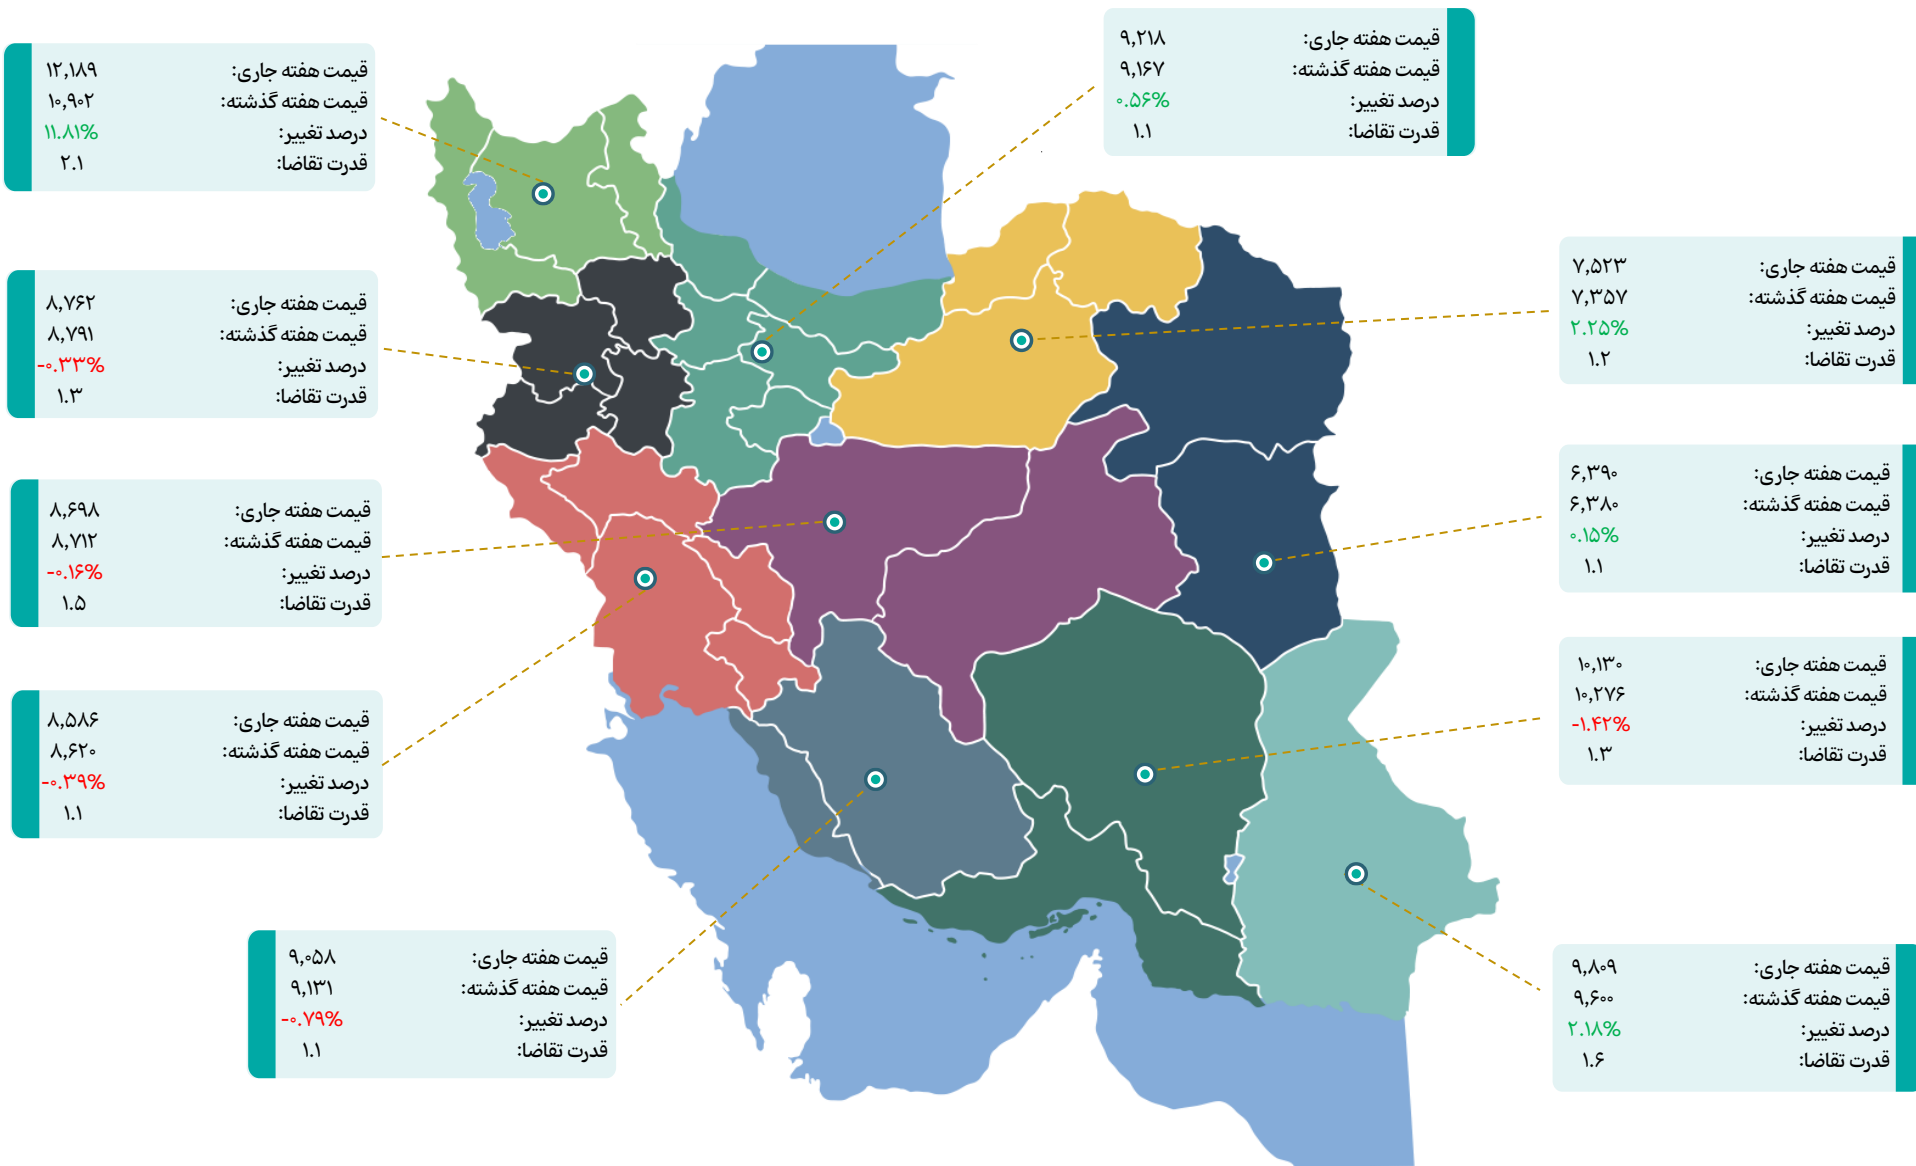 قیمت هفته جاری: ۱۲,۱۸۹
قیمت هفته گذشته: ۱۰,۹۰۲
درصد تغییر: ۱۱.۸۱%
قدرت تقاضا: ۲.۱
قیمت هفته جاری: ۹,۲۱۸
قیمت هفته گذشته: ۹,۱۶۷
درصد تغییر: ۰.۵۶%
قدرت تقاضا: ۱.۱
قیمت هفته جاری: ۷,۵۲۳
قیمت هفته گذشته: ۷,۳۵۷
درصد تغییر: ۲.۲۵%
قدرت تقاضا: ۱.۲
قیمت هفته جاری: ۸,۷۶۲
قیمت هفته گذشته: ۸,۷۹۱
درصد تغییر: -۰.۳۳%
قدرت تقاضا: ۱.۳
قیمت هفته جاری: ۶,۳۹۰
قیمت هفته گذشته: ۶,۳۸۰
درصد تغییر: ۰.۱۵%
قدرت تقاضا: ۱.۱
قیمت هفته جاری: ۸,۶۹۸
قیمت هفته گذشته: ۸,۷۱۲
درصد تغییر: -۰.۱۶%
قدرت تقاضا: ۱.۵
قیمت هفته جاری: ۱۰,۱۳۰
قیمت هفته گذشته: ۱۰,۲۷۶
درصد تغییر: -۱.۴۲%
قدرت تقاضا: ۱.۳
قیمت هفته جاری: ۸,۵۸۶
قیمت هفته گذشته: ۸,۶۲۰
درصد تغییر: -۰.۳۹%
قدرت تقاضا: ۱.۱
قیمت هفته جاری: ۹,۰۵۸
قیمت هفته گذشته: ۹,۱۳۱
درصد تغییر: -۰.۷۹%
قدرت تقاضا: ۱.۱
قیمت هفته جاری: ۹,۸۰۹
قیمت هفته گذشته: ۹,۶۰۰
درصد تغییر: ۲.۱۸%
قدرت تقاضا: ۱.۶